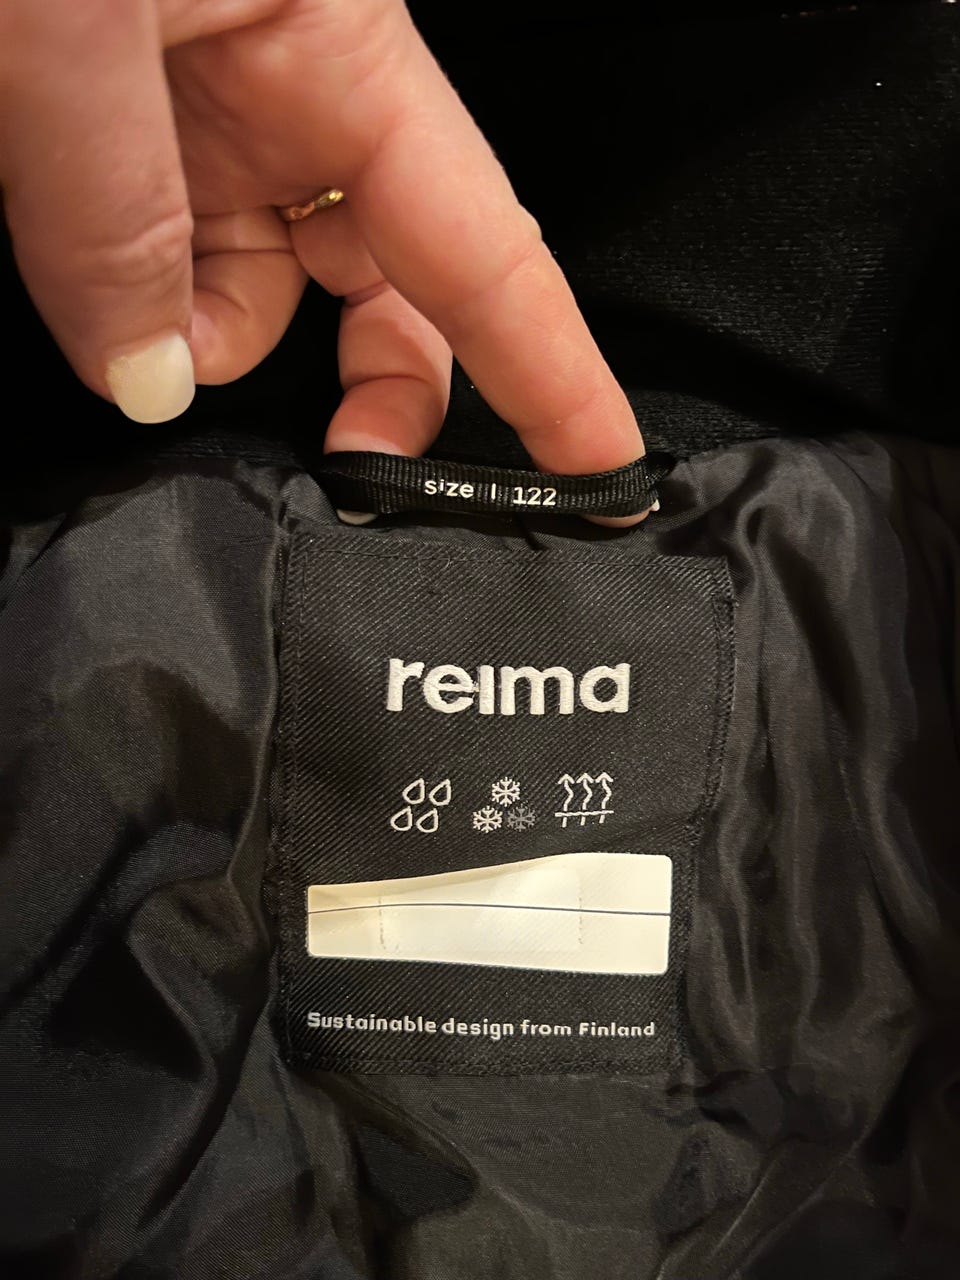 size | 122
reima
Sustainable design from Finland